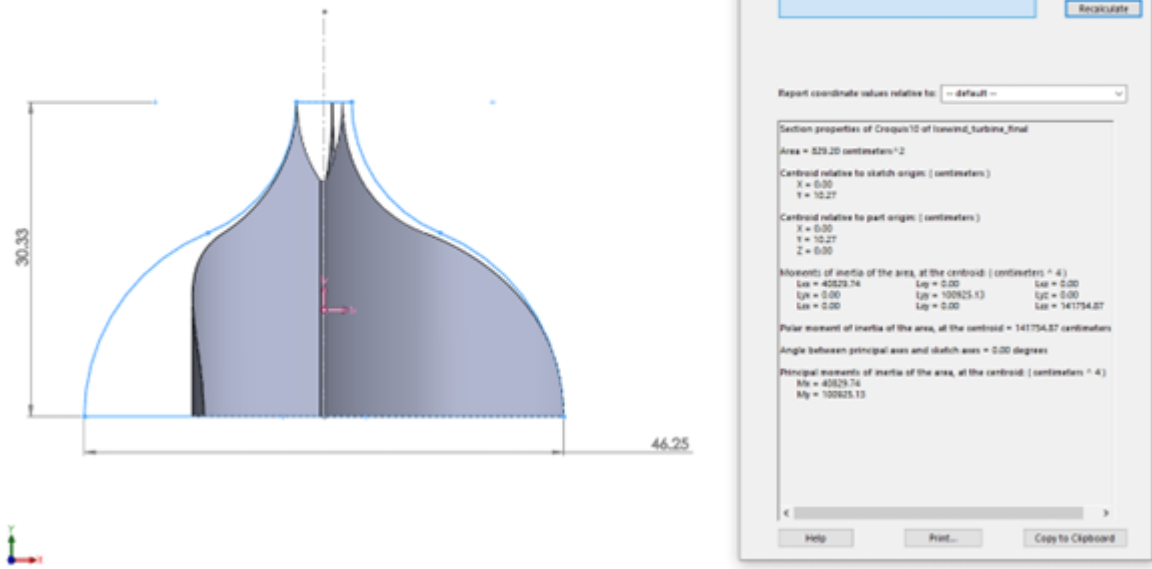 Recalculate
Report coordinate values relative to: -- default --
Section properties of Croquis10 of Icewind_turbine_final
Area = 829.20 centimeters^2
Centroid relative to sketch origin: ( centimeters )
X = 0.00
Y = 10.27
Centroid relative to part origin: ( centimeters )
X = 0.00
Y = 10.27
Z = 0.00
Moments of inertia of the area, at the centroid: ( centimeters ^ 4 )
Lxx = 40829.74 Lxy = 0.00 Lxz = 0.00
Lyx = 0.00 Lyy = 100925.13 Lyz = 0.00
Lzx = 0.00 Lzy = 0.00 Lzz = 141754.87
Polar moment of inertia of the area, at the centroid = 141754.87 centimeters
Angle between principal axes and sketch axes = 0.00 degrees
Principal moments of inertia of the area, at the centroid: ( centimeters ^ 4 )
Mx = 40829.74
My = 100925.13
Help Print... Copy to Clipboard
30.33
46.25
Y
X